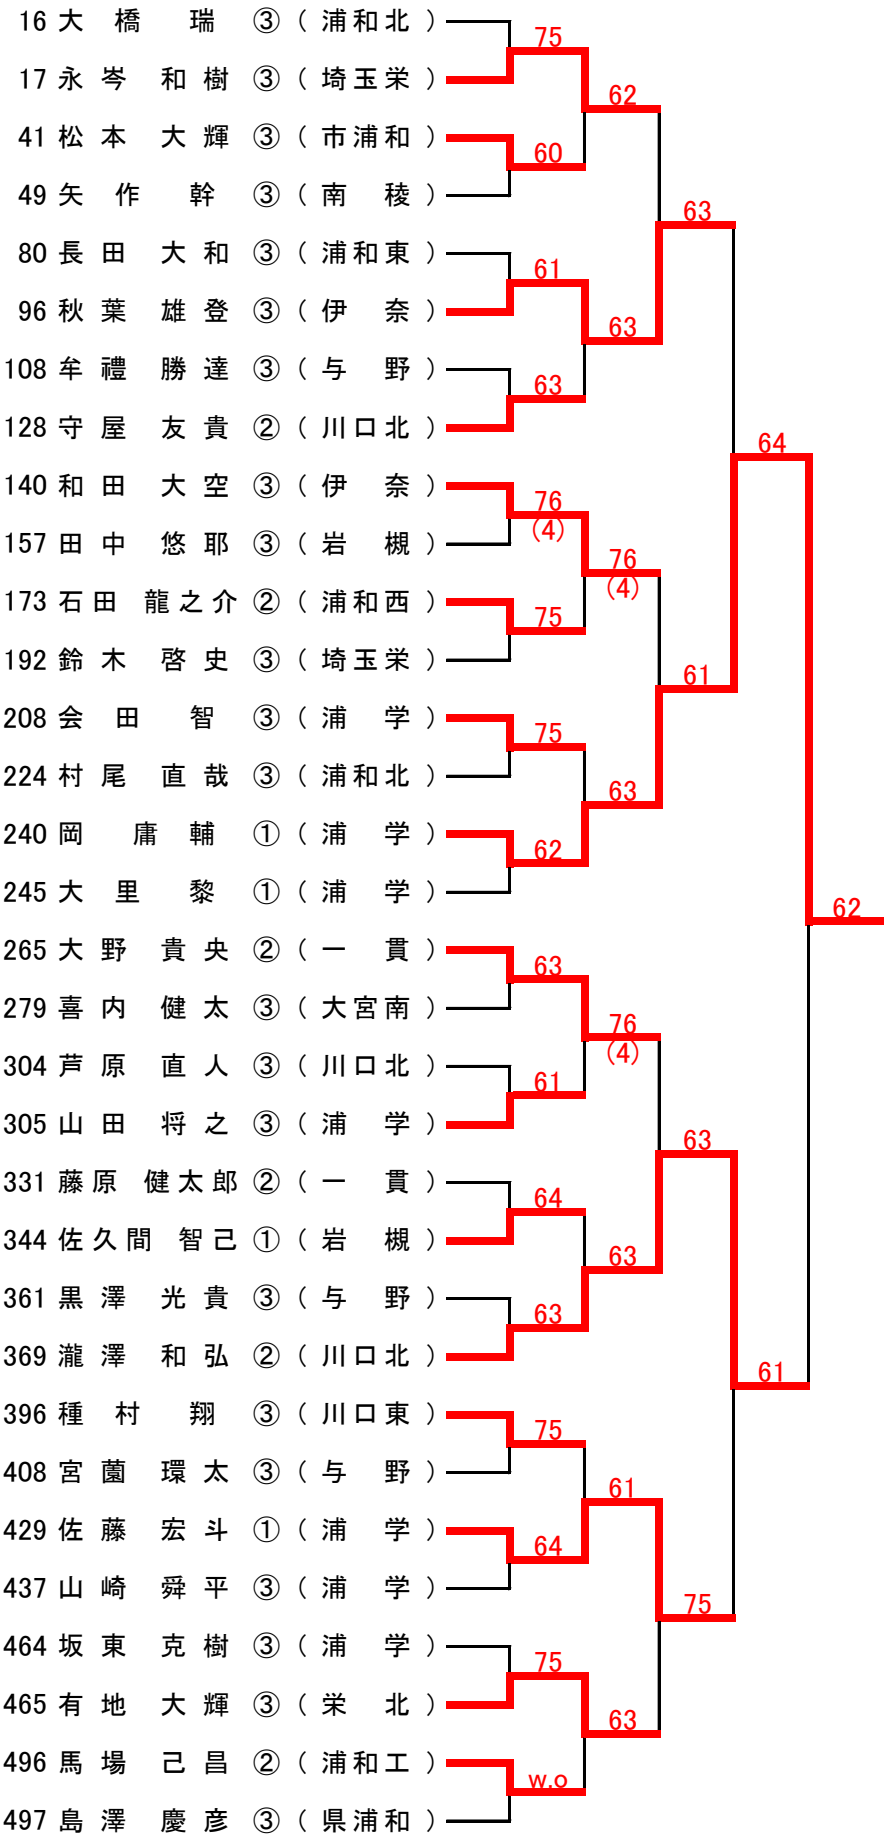 16 大 橋 瑞 ③ （ 浦和北 ）
75
17 永 岑 和 樹 ③ （ 埼玉栄 ）
62
41 松 本 大 輝 ③ （ 市浦和 ）
60
49 矢 作 幹 ③ （ 南 稜 ）
63
80 長 田 大 和 ③ （ 浦和東 ）
61
96 秋 葉 雄 登 ③ （ 伊 奈 ）
63
108 牟 禮 勝 達 ③ （ 与 野 ）
63
128 守 屋 友 貴 ② （ 川口北 ）
64
140 和 田 大 空 ③ （ 伊 奈 ）
76
(4)
157 田 中 悠 耶 ③ （ 岩 槻 ）
76
(4)
173 石 田 龍之介 ② （ 浦和西 ）
75
192 鈴 木 啓 史 ③ （ 埼玉栄 ）
61
208 会 田 智 ③ （ 浦 学 ）
75
224 村 尾 直 哉 ③ （ 浦和北 ）
63
240 岡 庸 輔 ① （ 浦 学 ）
62
245 大 里 黎 ① （ 浦 学 ）
62
265 大 野 貴 央 ② （ 一 貫 ）
63
279 喜 内 健 太 ③ （ 大宮南 ）
76
(4)
304 芦 原 直 人 ③ （ 川口北 ）
61
305 山 田 将 之 ③ （ 浦 学 ）
63
331 藤 原 健太郎 ② （ 一 貫 ）
64
344 佐久間 智己 ① （ 岩 槻 ）
63
361 黒 澤 光 貴 ③ （ 与 野 ）
63
369 瀧 澤 和 弘 ② （ 川口北 ）
61
396 種 村 翔 ③ （ 川口東 ）
75
408 宮 薗 環 太 ③ （ 与 野 ）
61
429 佐 藤 宏 斗 ① （ 浦 学 ）
64
437 山 崎 舜 平 ③ （ 浦 学 ）
75
464 坂 東 克 樹 ③ （ 浦 学 ）
75
465 有 地 大 輝 ③ （ 栄 北 ）
63
496 馬 場 己 昌 ② （ 浦和工 ）
w.o
497 島 澤 慶 彦 ③ （ 県浦和 ）